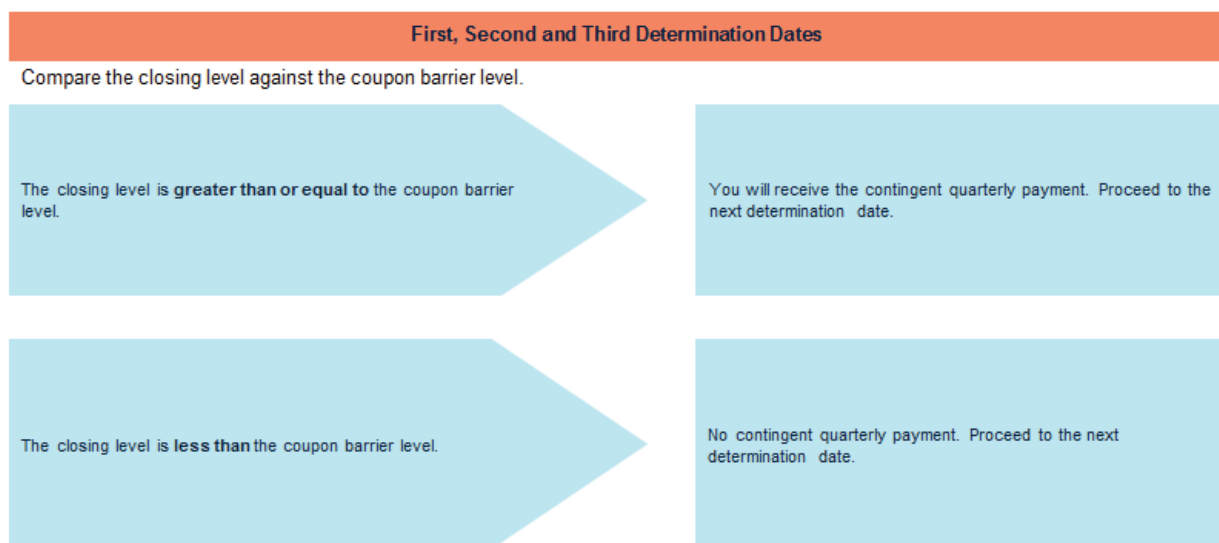 First, Second and Third Determination Dates
Compare the closing level against the coupon barrier level.
The closing level is greater than or equal to the coupon barrier
level.
You will receive the contingent quarterly payment. Proceed to the
next determination date.
The closing level is less than the coupon barrier level.
No contingent quarterly payment. Proceed to the next
determination date.